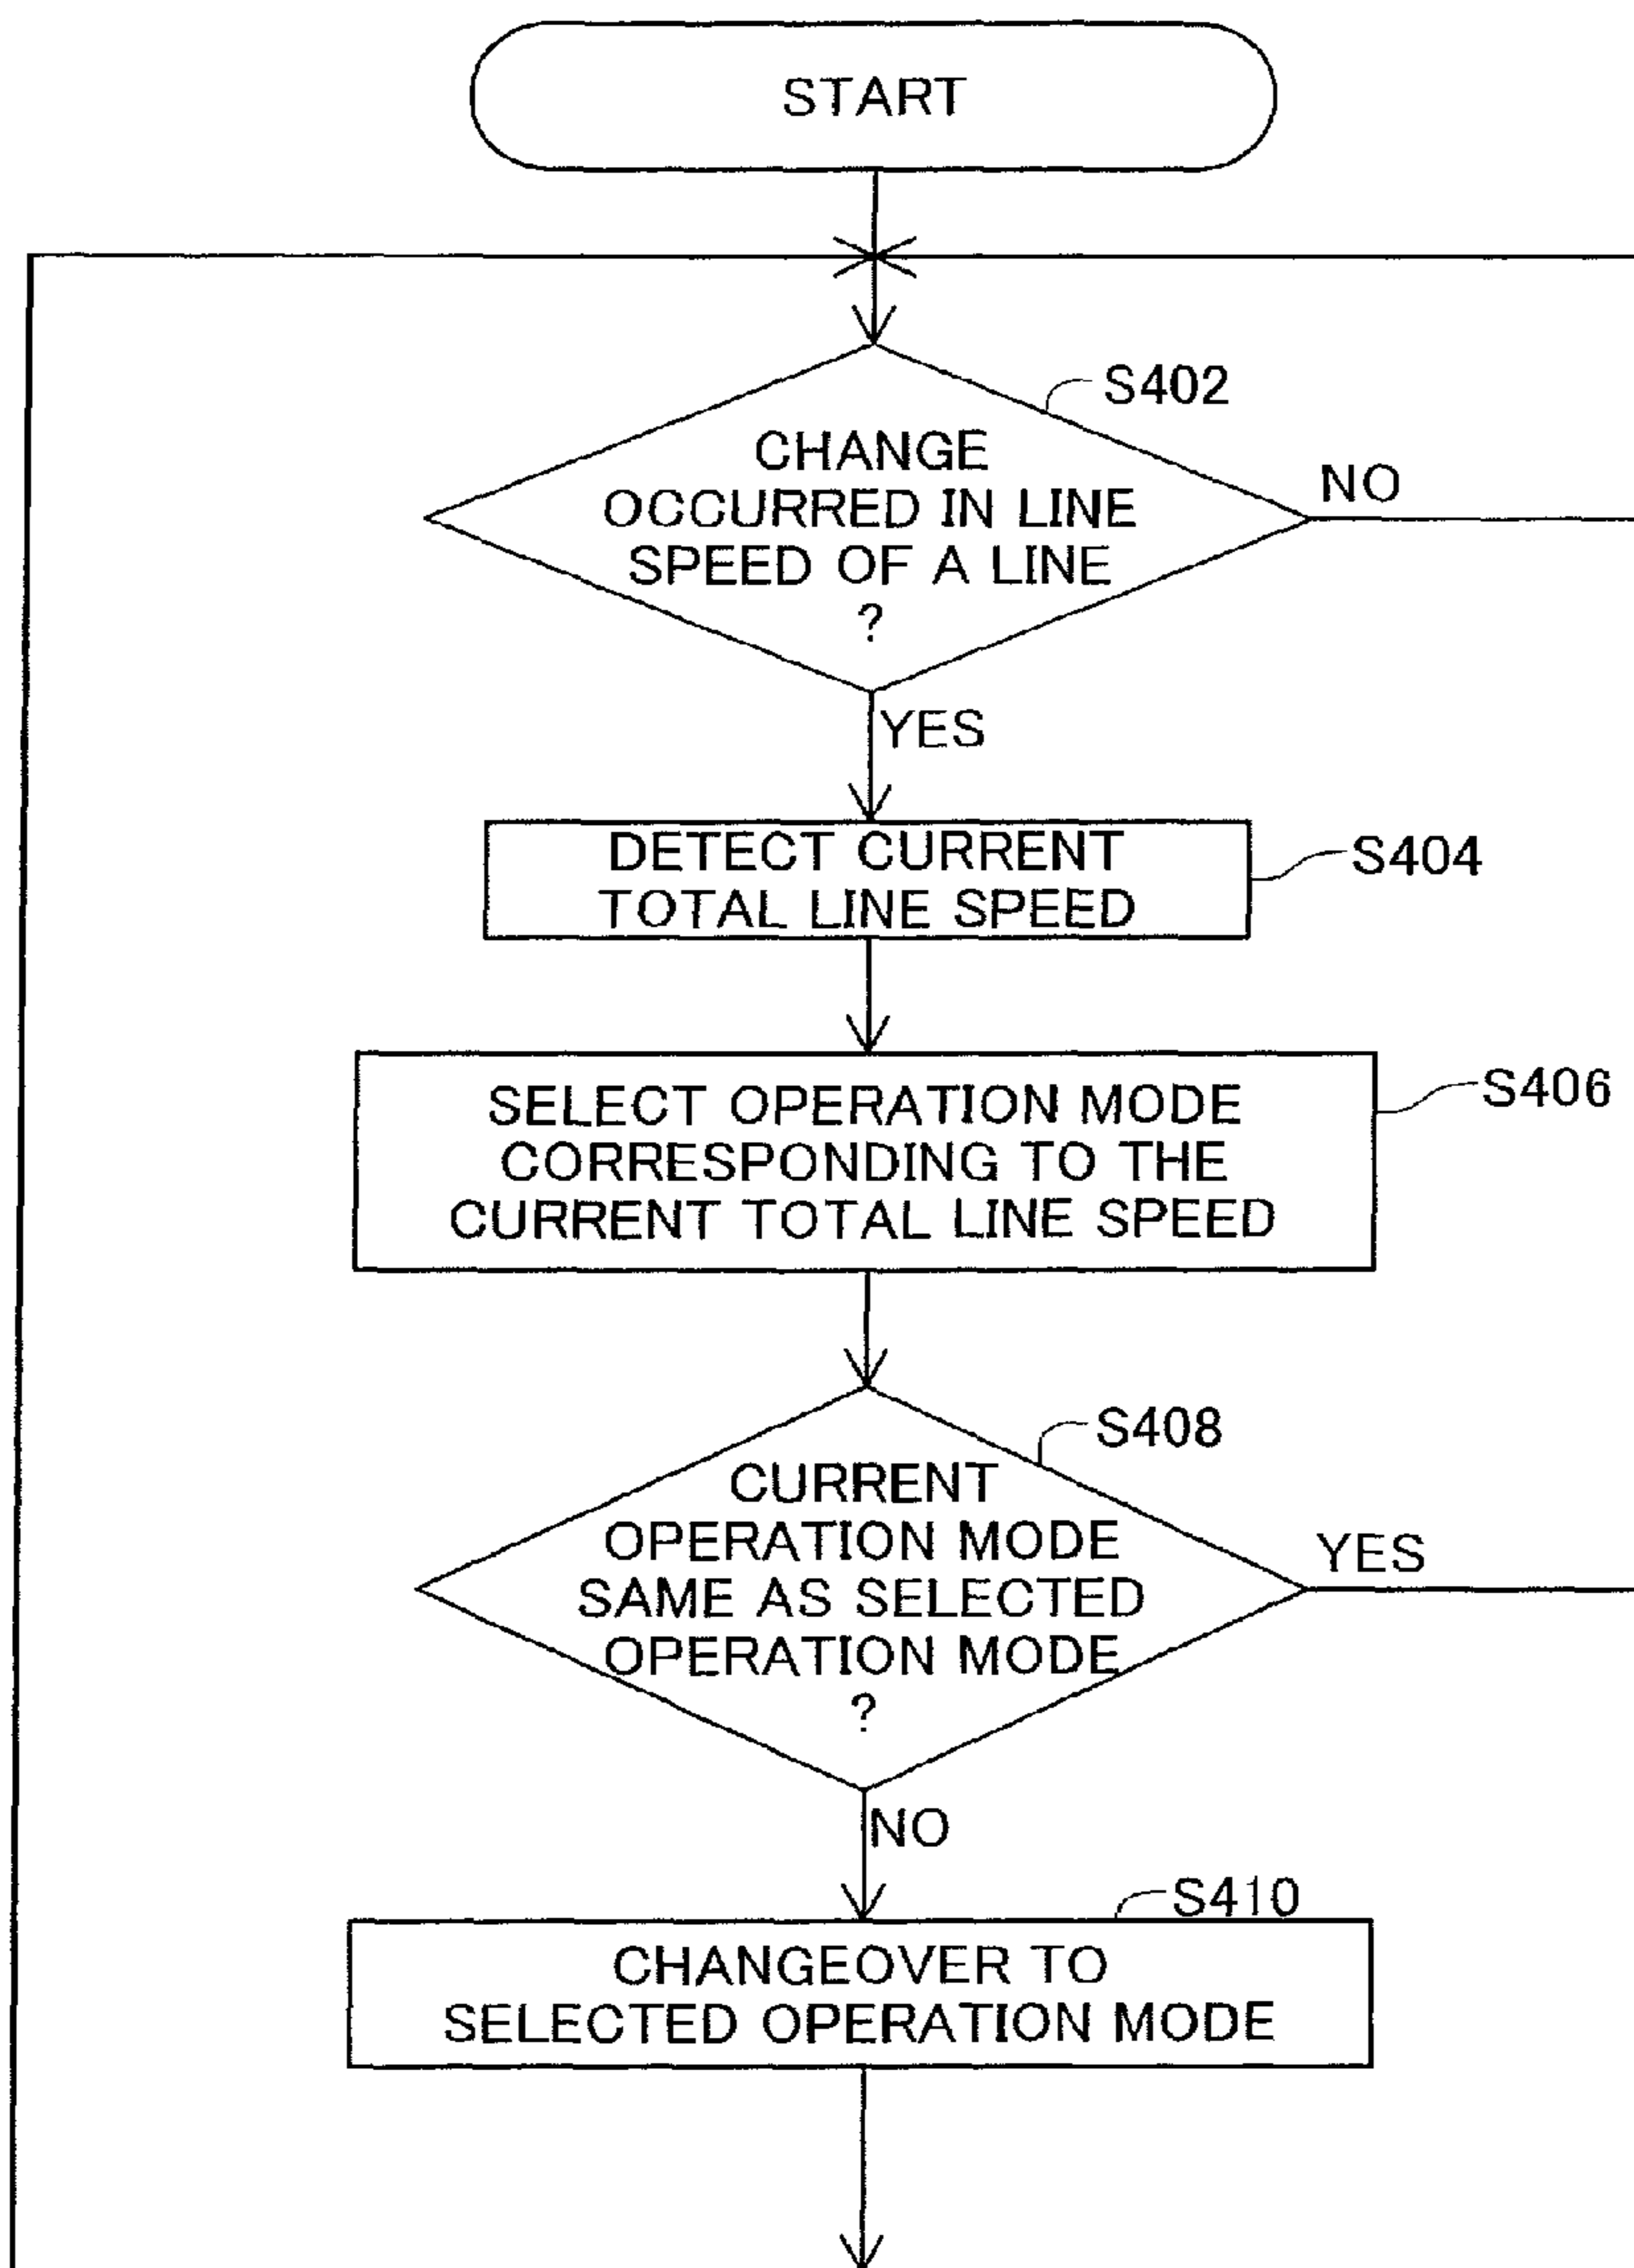 START
S402
CHANGE
OCCURRED IN LINE
SPEED OF A LINE
?
NO
YES
DETECT CURRENT
TOTAL LINE SPEED
S404
SELECT OPERATION MODE
CORRESPONDING TO THE
CURRENT TOTAL LINE SPEED
S406
S408
CURRENT
OPERATION MODE
SAME AS SELECTED
OPERATION MODE
?
YES
NO
S410
CHANGEOVER TO
SELECTED OPERATION MODE